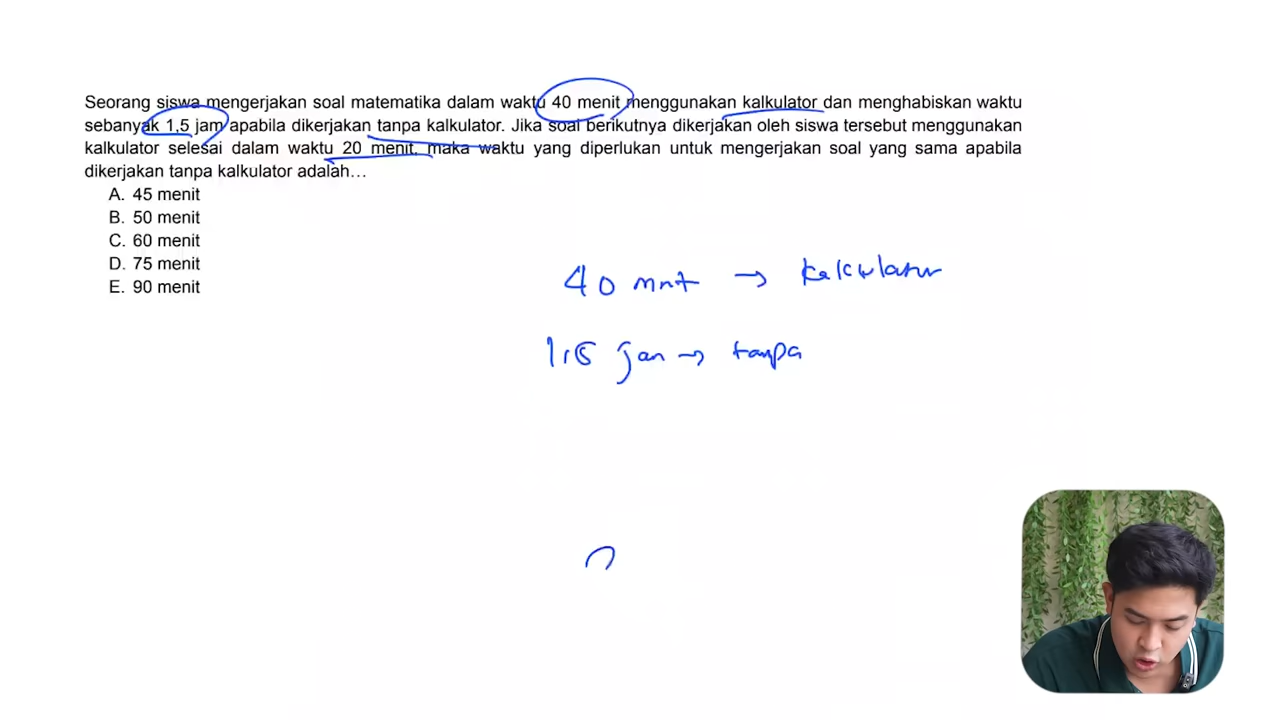 Seorang siswa mengerjakan soal matematika dalam waktu 40 menit menggunakan kalkulator dan menghabiskan waktu
sebanyak 1,5 jam apabila dikerjakan tanpa kalkulator. Jika soal berikutnya dikerjakan oleh siswa tersebut menggunakan
kalkulator selesai dalam waktu 20 menit, maka waktu yang diperlukan untuk mengerjakan soal yang sama apabila
dikerjakan tanpa kalkulator adalah…
A. 45 menit
B. 50 menit
C. 60 menit
D. 75 menit
E. 90 menit
40 mnt → kalkulator
1,5 jam → tanpa